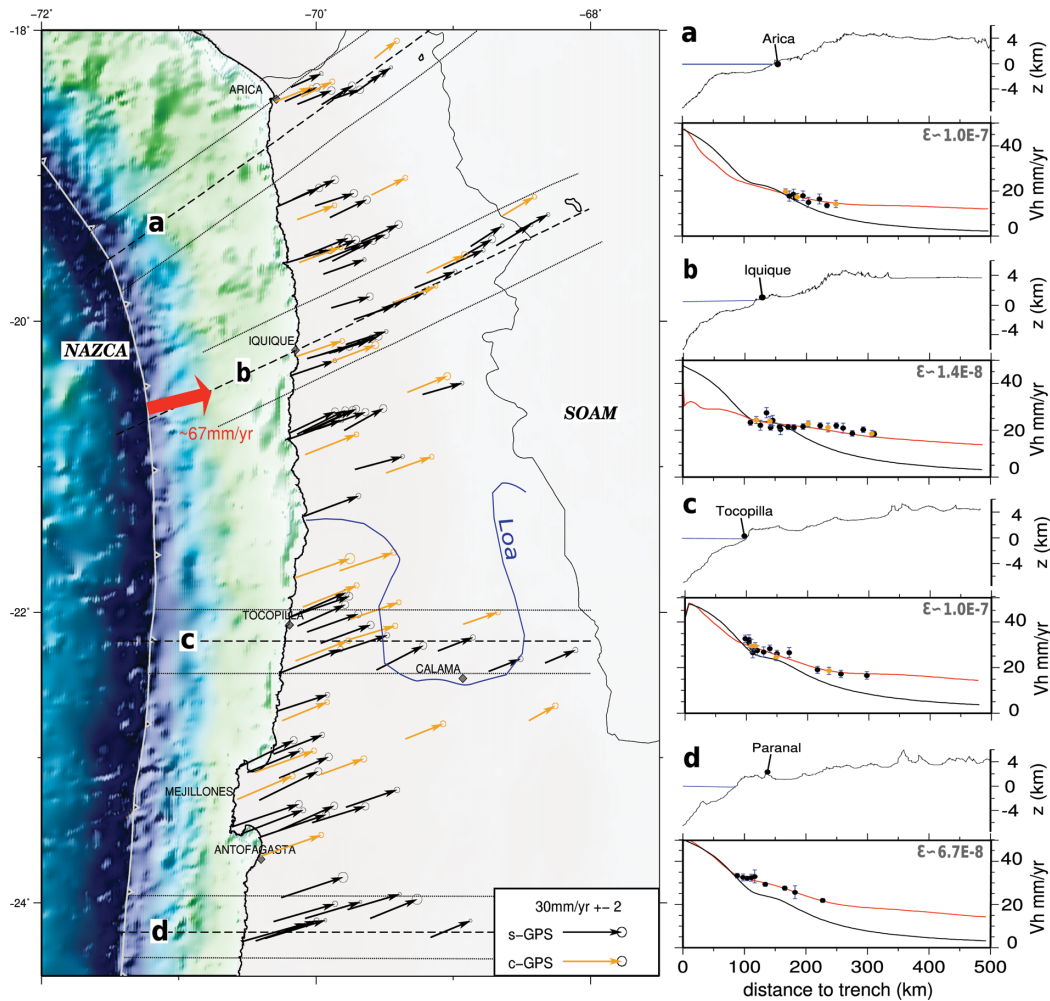 -72˚
-70˚
-68˚
-18˚
-20˚
-22˚
-24˚
ARICA
a
IQUIQUE
NAZCA
b
~67mm/yr
SOAM
Loa
TOCOPILLA
c
CALAMA
MEJILLONES
ANTOFAGASTA
d
30mm/yr +− 2
s−GPS
c−GPS
a
Arica
4
0
-4
z (km)
Ɛ~1.0E-7
40
20
0
Vh mm/yr
b
Iquique
4
0
-4
z (km)
Ɛ~1.4E-8
40
20
0
Vh mm/yr
c
Tocopilla
4
0
-4
z (km)
Ɛ~1.0E-7
40
20
0
Vh mm/yr
d
Paranal
4
0
-4
z (km)
Ɛ~6.7E-8
40
20
0
Vh mm/yr
0 100 200 300 400 500
distance to trench (km)